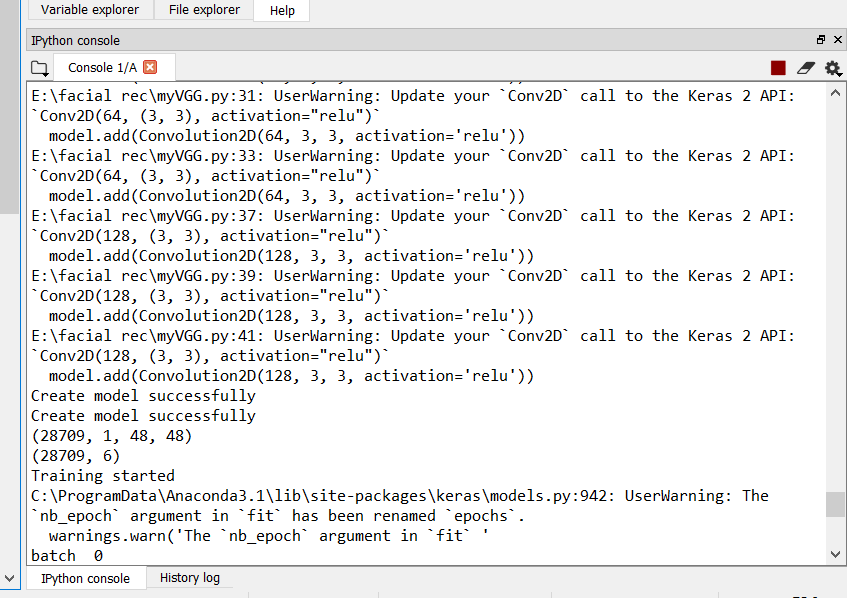 Variable explorer File explorer Help
IPython console
Console 1/A
E:\facial rec\myVGG.py:31: UserWarning: Update your `Conv2D` call to the Keras 2 API:
`Conv2D(64, (3, 3), activation="relu")`
  model.add(Convolution2D(64, 3, 3, activation='relu'))
E:\facial rec\myVGG.py:33: UserWarning: Update your `Conv2D` call to the Keras 2 API:
`Conv2D(64, (3, 3), activation="relu")`
  model.add(Convolution2D(64, 3, 3, activation='relu'))
E:\facial rec\myVGG.py:37: UserWarning: Update your `Conv2D` call to the Keras 2 API:
`Conv2D(128, (3, 3), activation="relu")`
  model.add(Convolution2D(128, 3, 3, activation='relu'))
E:\facial rec\myVGG.py:39: UserWarning: Update your `Conv2D` call to the Keras 2 API:
`Conv2D(128, (3, 3), activation="relu")`
  model.add(Convolution2D(128, 3, 3, activation='relu'))
E:\facial rec\myVGG.py:41: UserWarning: Update your `Conv2D` call to the Keras 2 API:
`Conv2D(128, (3, 3), activation="relu")`
  model.add(Convolution2D(128, 3, 3, activation='relu'))
Create model successfully
Create model successfully
(28709, 1, 48, 48)
(28709, 6)
Training started
C:\ProgramData\Anaconda3.1\lib\site-packages\keras\models.py:942: UserWarning: The
`nb_epoch` argument in `fit` has been renamed `epochs`.
  warnings.warn('The `nb_epoch` argument in `fit` '
batch  0
IPython console History log